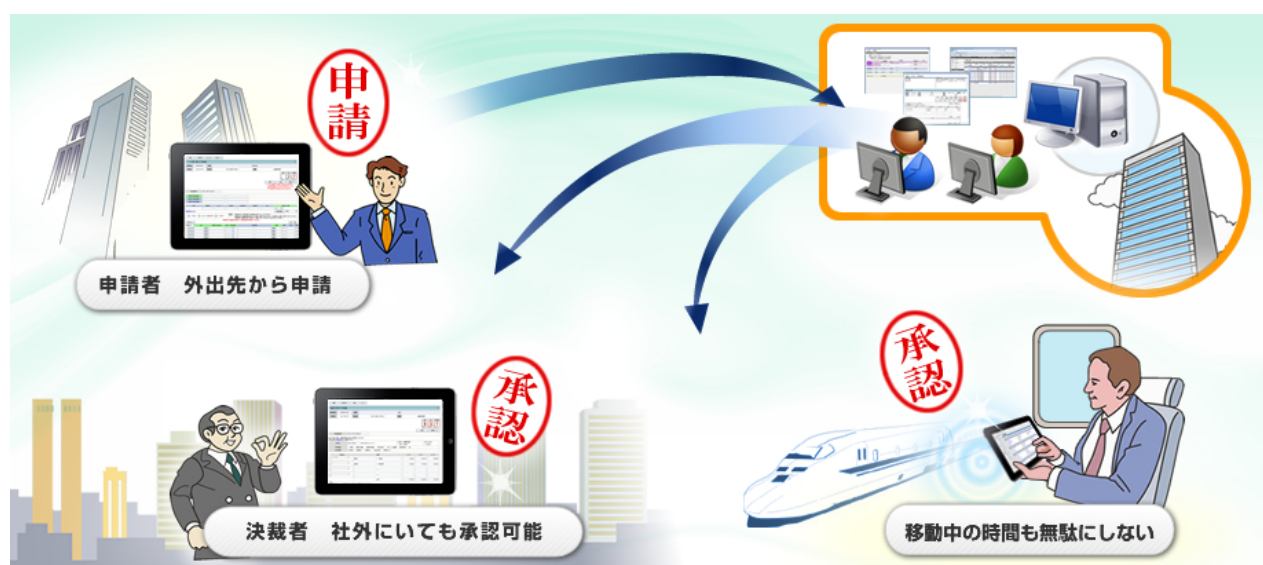 申請
申請者 外出先から申請
承認
決裁者 社外にいても承認可能
承認
移動中の時間も無駄にしない